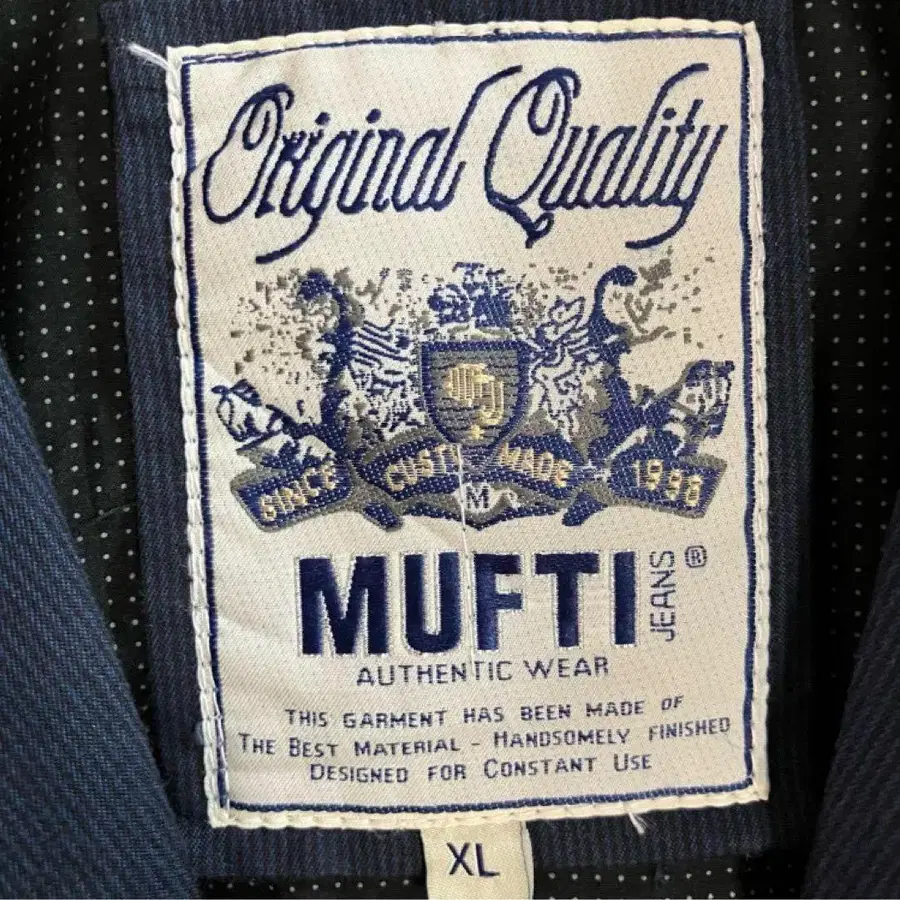 Original Quality
SINCE CUSTOM MADE 1998
M
MUFTI JEANS ®
AUTHENTIC WEAR
THIS GARMENT HAS BEEN MADE OF
THE BEST MATERIAL - HANDSOMELY FINISHED
DESIGNED FOR CONSTANT USE
XL